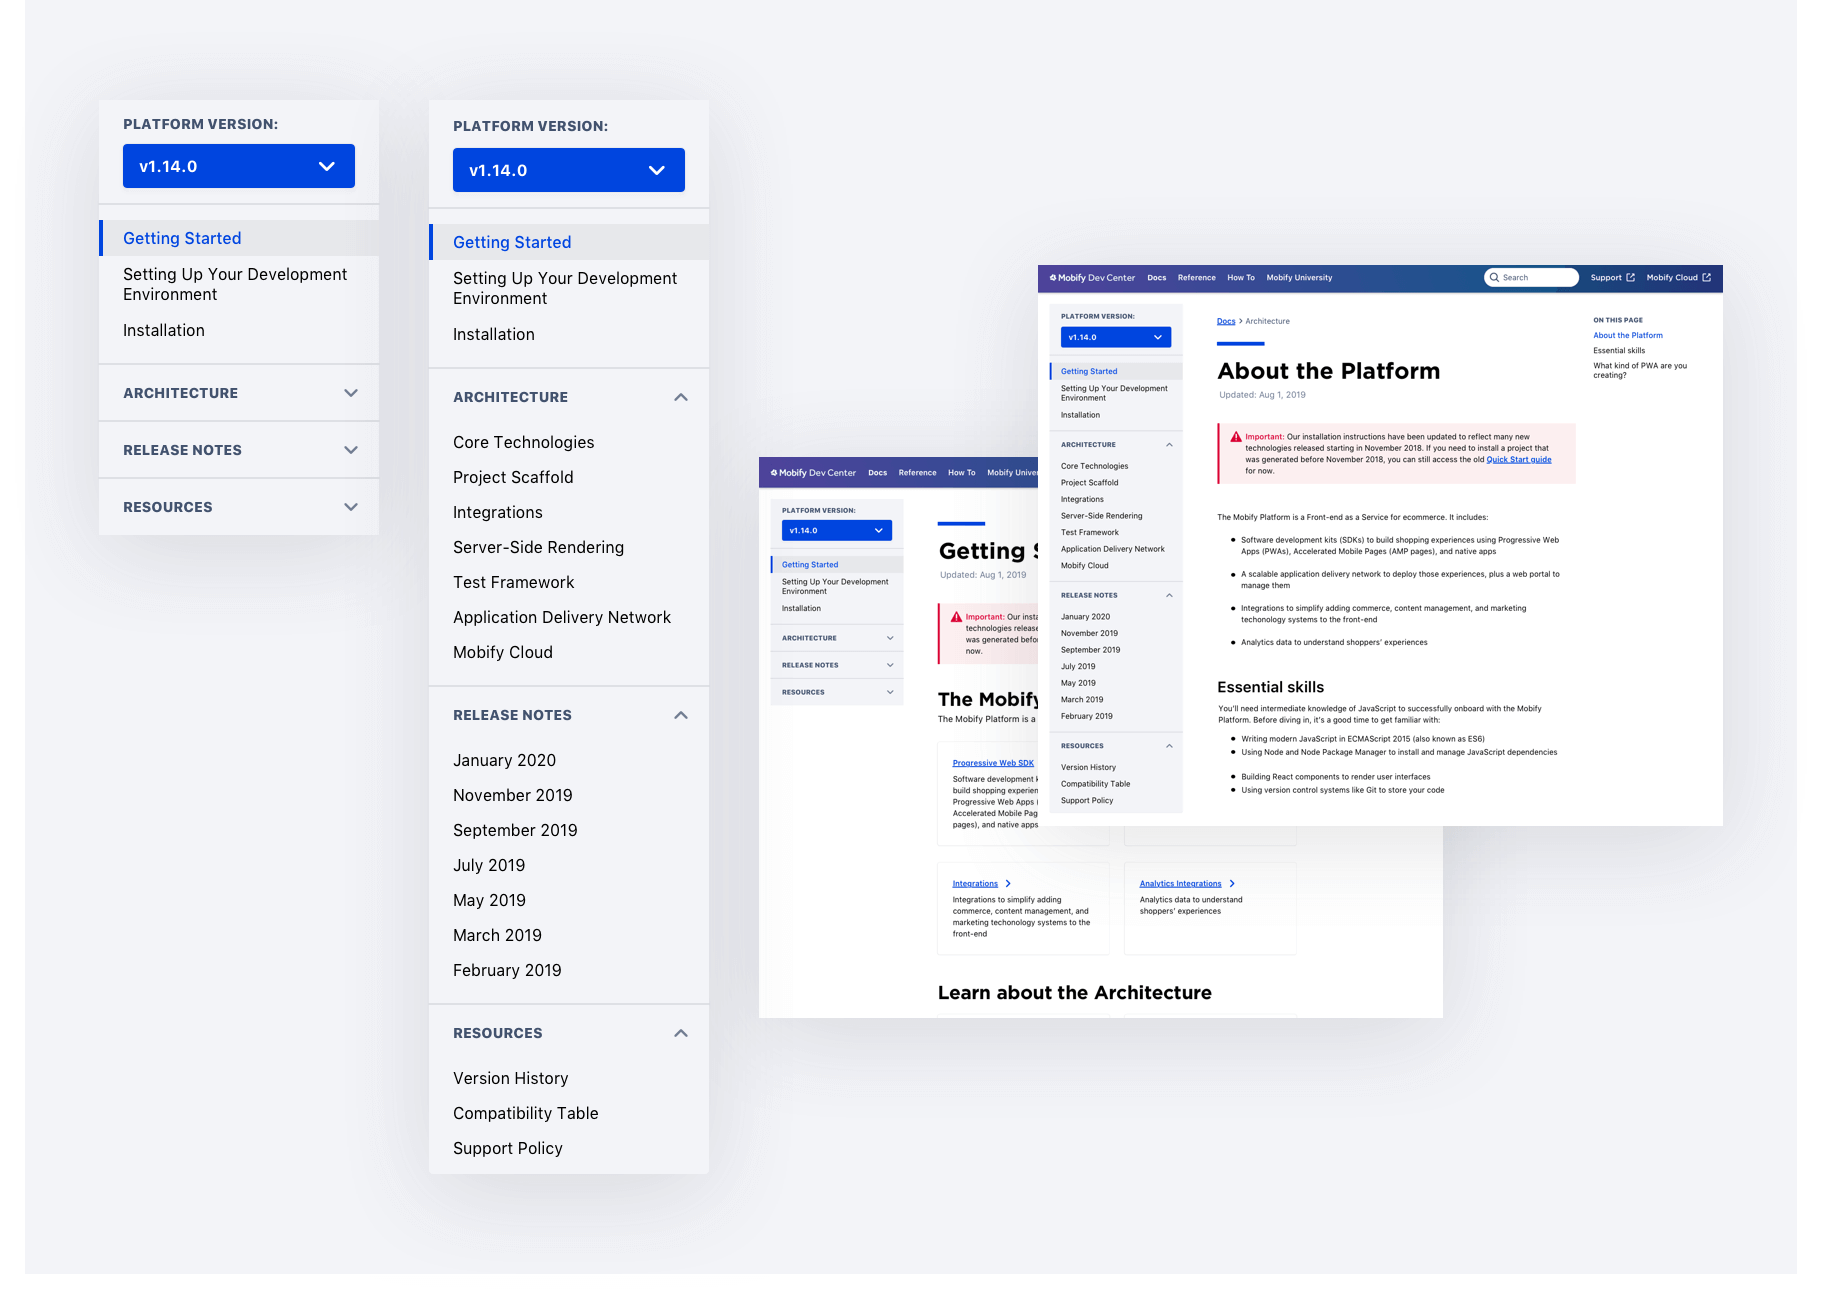 PLATFORM VERSION:
v1.14.0
Getting Started
Setting Up Your Development
Environment
Installation
ARCHITECTURE
RELEASE NOTES
RESOURCES
PLATFORM VERSION:
v1.14.0
Getting Started
Setting Up Your Development
Environment
Installation
ARCHITECTURE
Core Technologies
Project Scaffold
Integrations
Server-Side Rendering
Test Framework
Application Delivery Network
Mobify Cloud
RELEASE NOTES
January 2020
November 2019
September 2019
July 2019
May 2019
March 2019
February 2019
RESOURCES
Version History
Compatibility Table
Support Policy
Mobify Dev Center Docs Reference How To Mobify Univer
PLATFORM VERSION:
v1.14.0
Getting Started
Setting Up Your Development
Environment
Installation
ARCHITECTURE
RELEASE NOTES
RESOURCES
Getting S
Updated: Aug 1, 2019
Important: Our insta
technologies release
was generated befo
now.
The Mobify
The Mobify Platform is a
Progressive Web SDK
Software development k
build shopping experien
Progressive Web Apps (
Accelerated Mobile Pag
pages), and native apps
Integrations
Integrations to simplify adding
commerce, content management, and
marketing techonology systems to the
front-end
Analytics Integrations
Analytics data to understand
shoppers' experiences
Learn about the Architecture
Mobify Dev Center Docs Reference How To Mobify University Search Support Mobify Cloud
PLATFORM VERSION:
v1.14.0
Getting Started
Setting Up Your Development
Environment
Installation
ARCHITECTURE
Core Technologies
Project Scaffold
Integrations
Server-Side Rendering
Test Framework
Application Delivery Network
Mobify Cloud
RELEASE NOTES
January 2020
November 2019
September 2019
July 2019
May 2019
March 2019
February 2019
RESOURCES
Version History
Compatibility Table
Support Policy
Docs > Architecture
About the Platform
Updated: Aug 1, 2019
Important: Our installation instructions have been updated to reflect many new
technologies released starting in November 2018. If you need to install a project that
was generated before November 2018, you can still access the old Quick Start guide
for now.
The Mobify Platform is a Front-end as a Service for ecommerce. It includes:
Software development kits (SDKs) to build shopping experiences using Progressive Web
Apps (PWAs), Accelerated Mobile Pages (AMP pages), and native apps
A scalable application delivery network to deploy those experiences, plus a web portal to
manage them
Integrations to simplify adding commerce, content management, and marketing
techonology systems to the front-end
Analytics data to understand shoppers' experiences
Essential skills
You'll need intermediate knowledge of JavaScript to successfully onboard with the Mobify
Platform. Before diving in, it's a good time to get familiar with:
Writing modern JavaScript in ECMAScript 2015 (also known as ES6)
Using Node and Node Package Manager to install and manage JavaScript dependencies
Building React components to render user interfaces
Using version control systems like Git to store your code
ON THIS PAGE
About the Platform
Essential skills
What kind of PWA are you
creating?